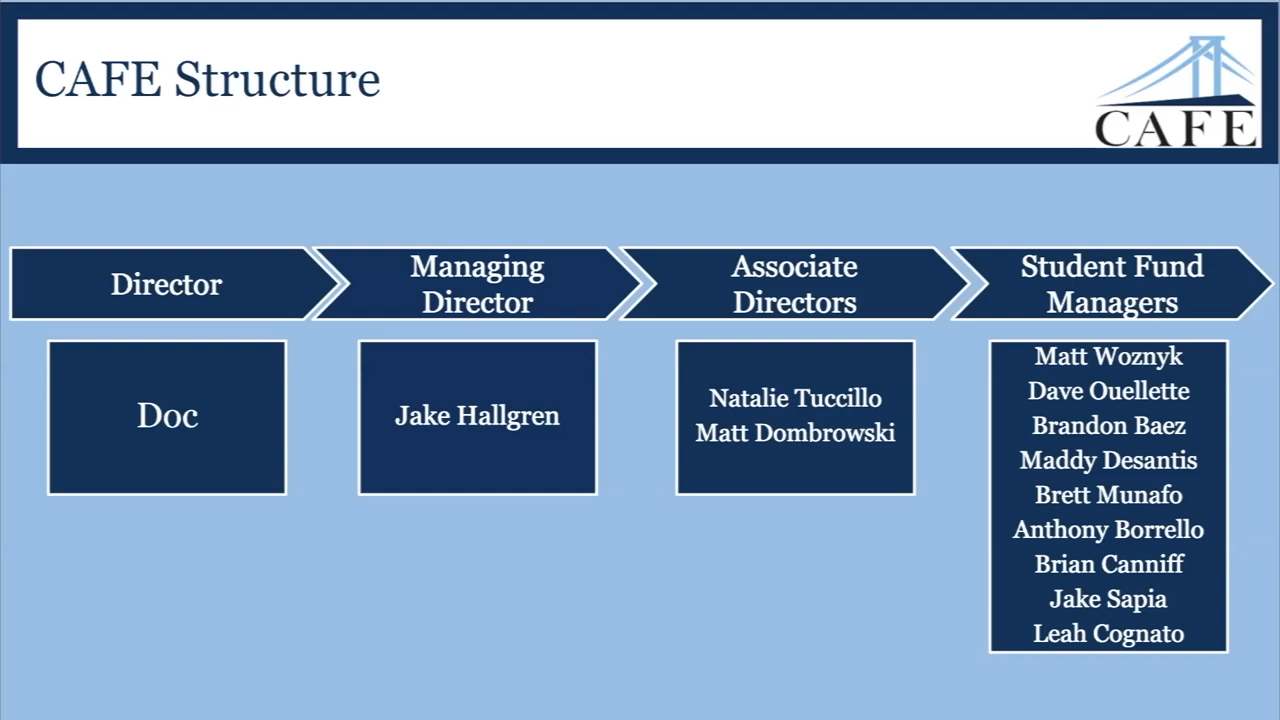 CAFE Structure
CAFE
Director
Managing
Director
Associate
Directors
Student Fund
Managers
Doc
Jake Hallgren
Natalie Tuccillo
Matt Dombrowski
Matt Woznyk
Dave Ouellette
Brandon Baez
Maddy Desantis
Brett Munafo
Anthony Borrello
Brian Canniff
Jake Sapia
Leah Cognato